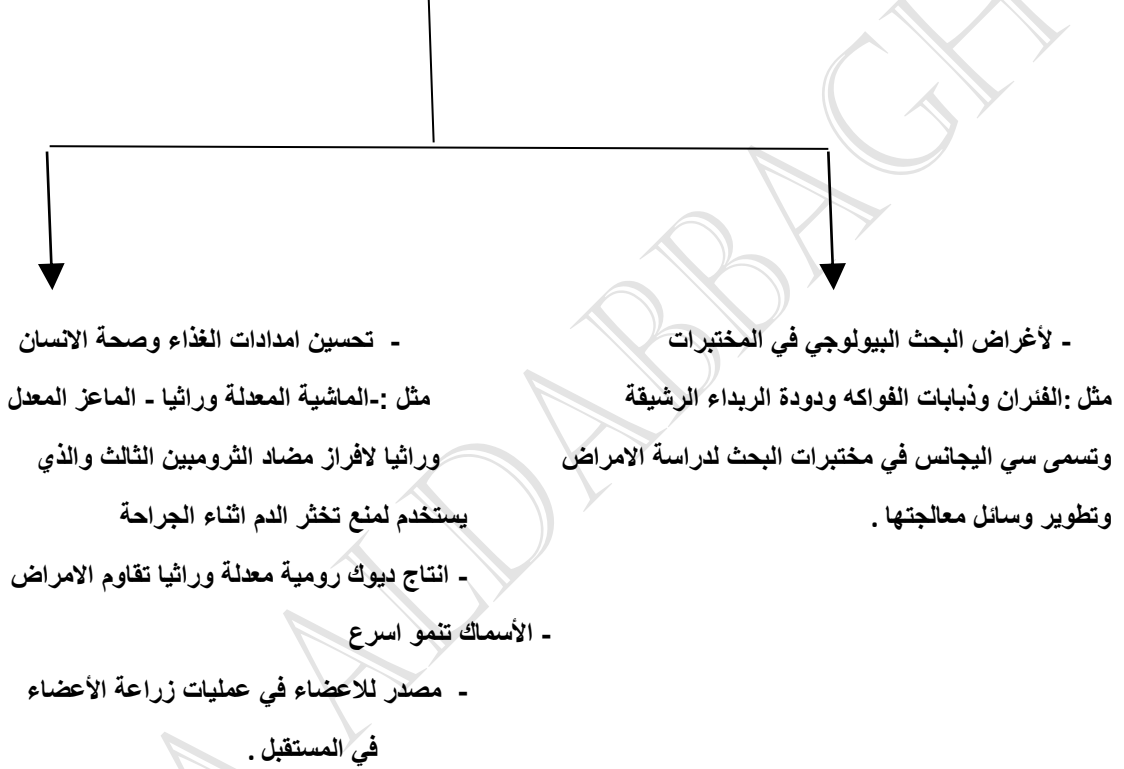 - لأغراض البحث البيولوجي في المختبرات
مثل :الفئران وذبابات الفواكه ودودة الربداء الرشيقة
وتسمى سي اليجانس في مختبرات البحث لدراسة الامراض
وتطوير وسائل معالجتها .
- تحسين امدادات الغذاء وصحة الانسان
مثل :-الماشية المعدلة وراثيا - الماعز المعدل
وراثيا لافراز مضاد الثرومبين الثالث والذي
يستخدم لمنع تخثر الدم اثناء الجراحة
- انتاج ديوك رومية معدلة وراثيا تقاوم الامراض
- الأسماك تنمو اسرع
- مصدر للاعضاء في عمليات زراعة الأعضاء
في المستقبل .
ALDABBAGH